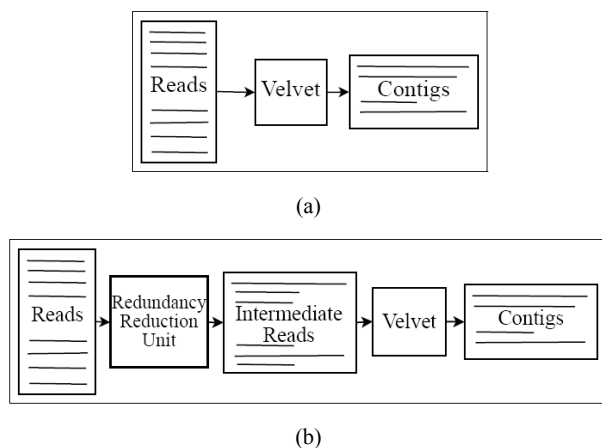 Reads
Velvet
Contigs
(a)
Reads
Redundancy
Reduction
Unit
Intermediate
Reads
Velvet
Contigs
(b)